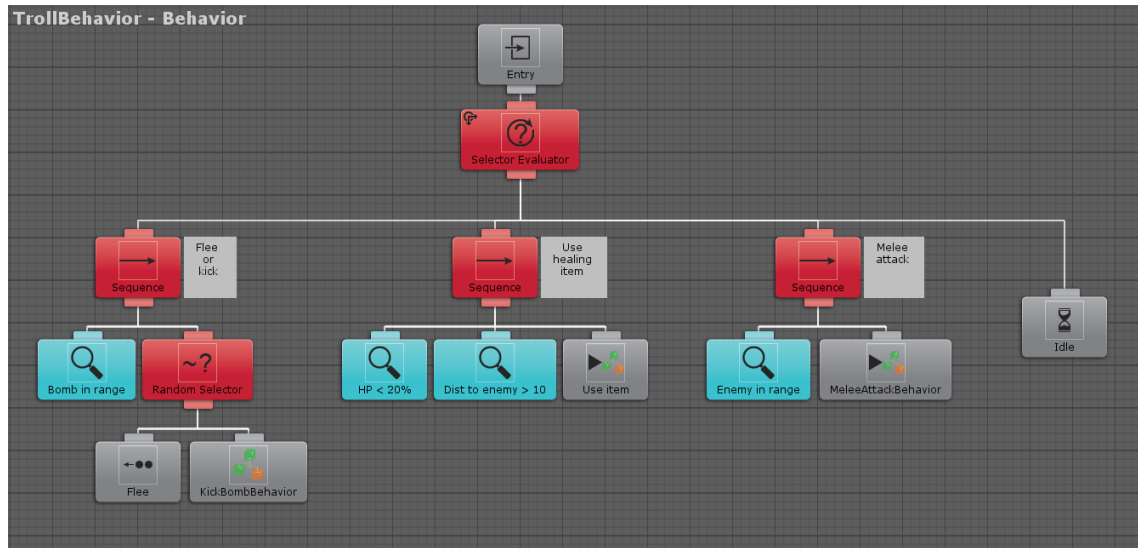 TrollBehavior - Behavior
Entry
Selector Evaluator
Sequence
Flee
or
kick
Sequence
Use
healing
item
Sequence
Melee
attack
Idle
Bomb in range
Random Selector
HP < 20%
Dist to enemy > 10
Use item
Enemy in range
MeleeAttackBehavior
Flee
KickBombBehavior